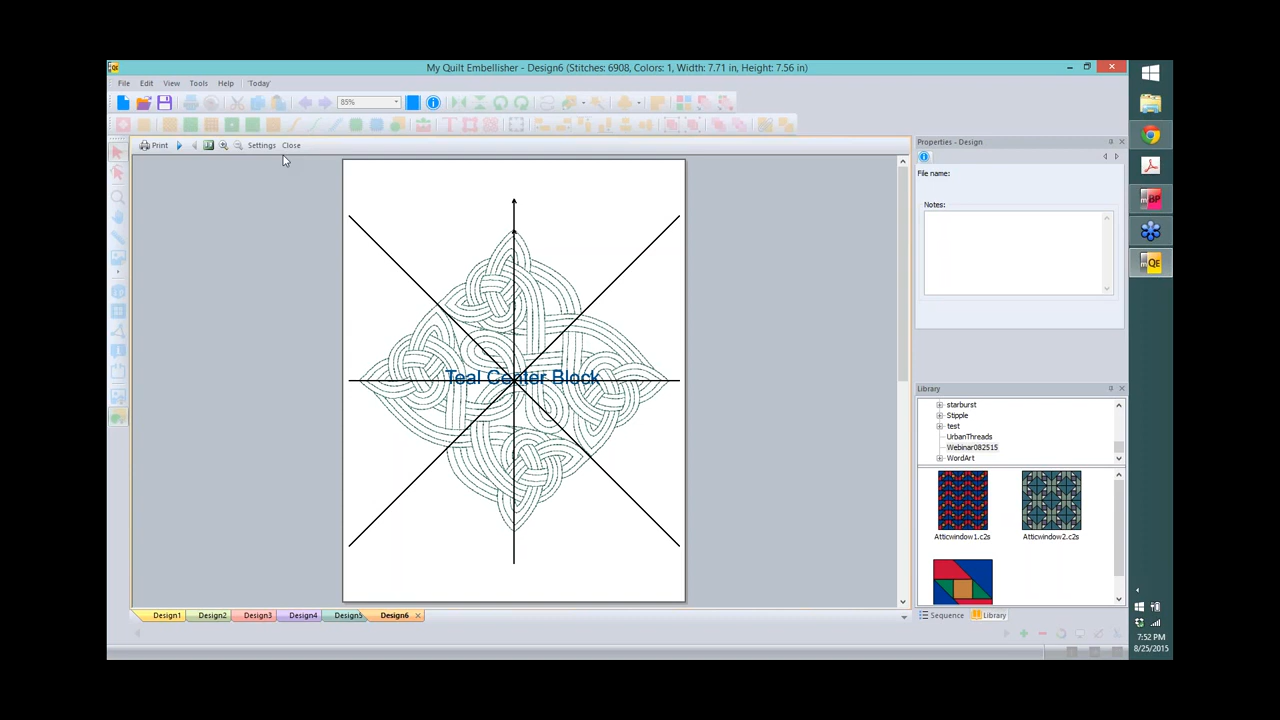 My Quilt Embellisher - Design6 (Stitches: 6908, Colors: 1, Width: 7.71 in, Height: 7.56 in)
File Edit View Tools Help 'Today'
85%
Print Settings Close
Teal Center Block
Design1 Design2 Design3 Design4 Design5 Design6
Properties - Design
File name:
Notes:
Library
starburst
Stipple
test
UrbanThreads
Webinar082515
WordArt
Atticwindow1.c2s Atticwindow2.c2s
Sequence Library
BP
QE
7:52 PM
8/25/2015